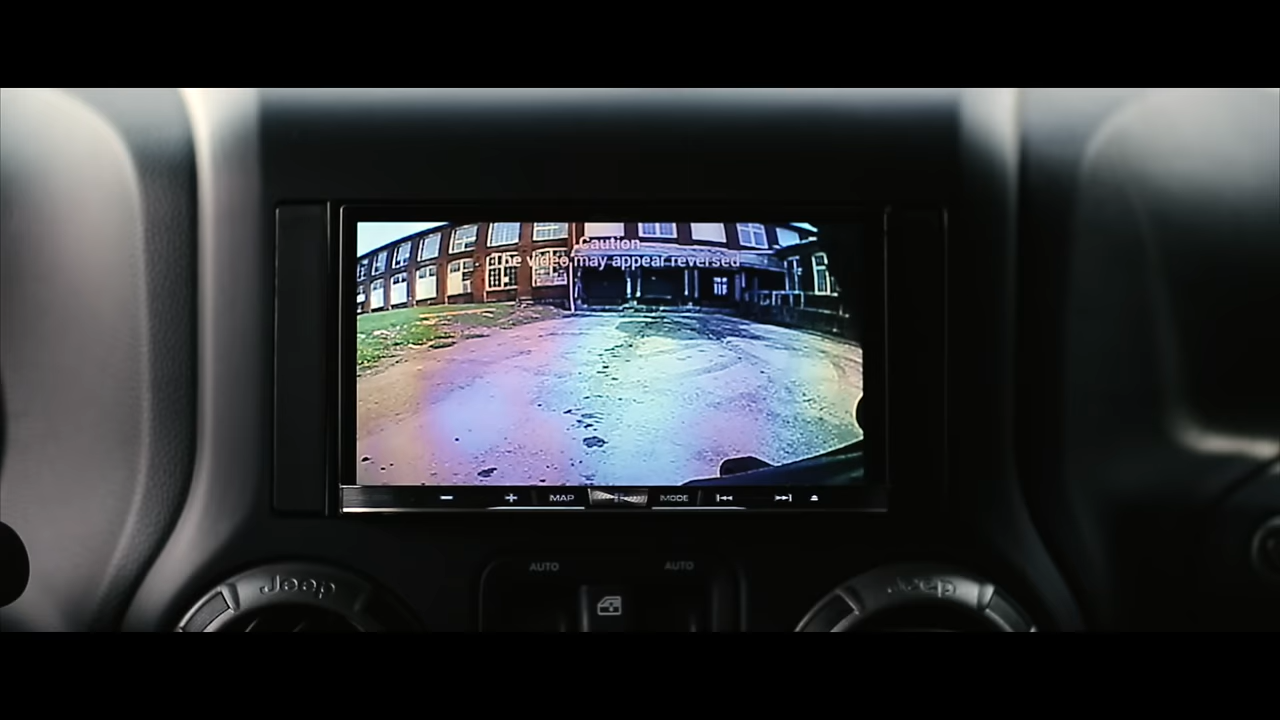 Caution
The video may appear reversed
MAP
MODE
AUTO AUTO
Jeep Jeep